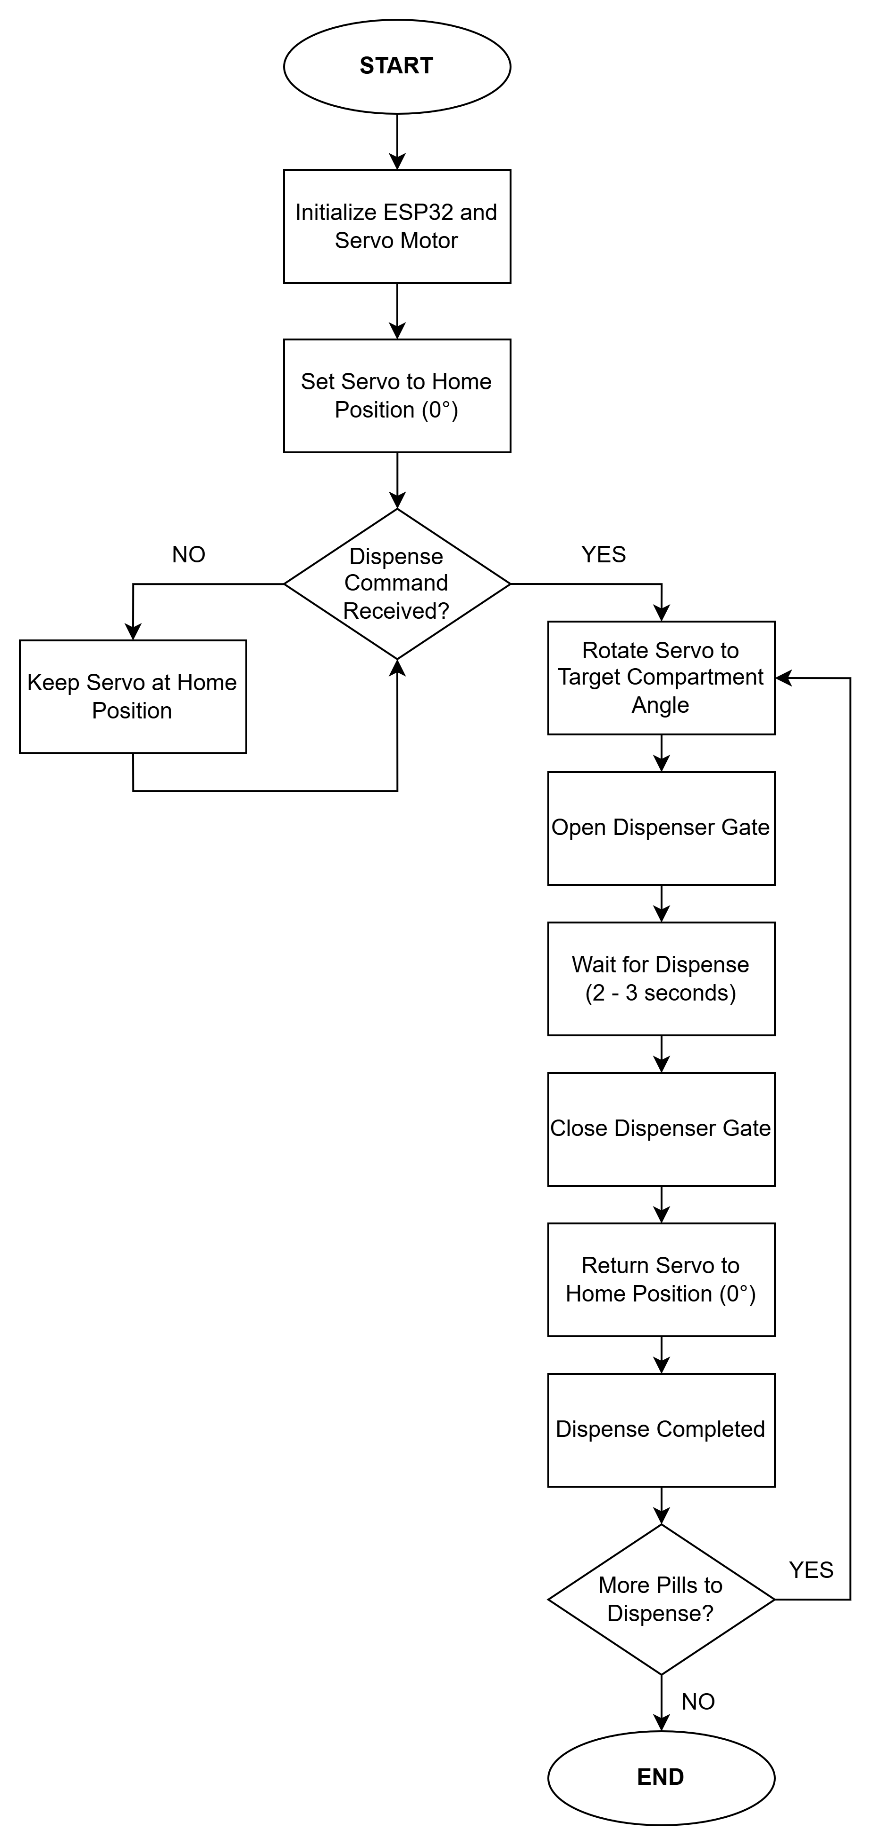 START
Initialize ESP32 and
Servo Motor
Set Servo to Home
Position (0°)
Dispense
Command
Received?
NO
YES
Keep Servo at Home
Position
Rotate Servo to
Target Compartment
Angle
Open Dispenser Gate
Wait for Dispense
(2 - 3 seconds)
Close Dispenser Gate
Return Servo to
Home Position (0°)
Dispense Completed
More Pills to
Dispense?
YES
NO
END